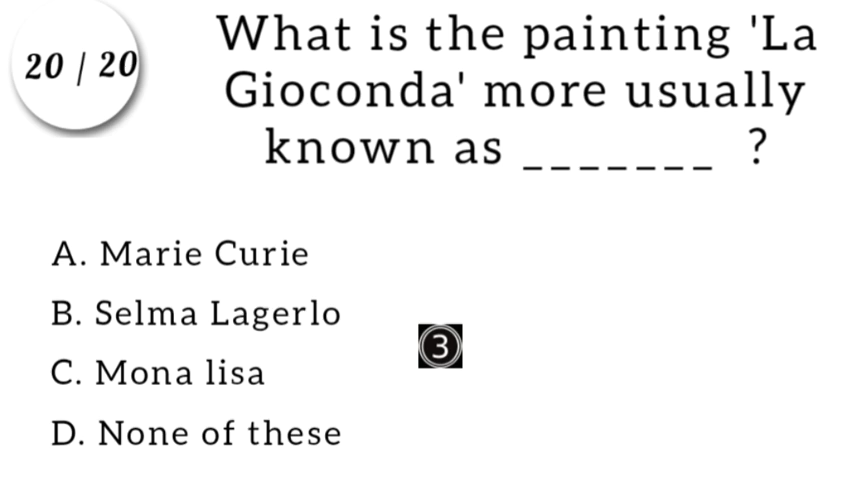 20 / 20
What is the painting 'La
Gioconda' more usually
known as _______ ?
A. Marie Curie
B. Selma Lagerlo
3
C. Mona lisa
D. None of these